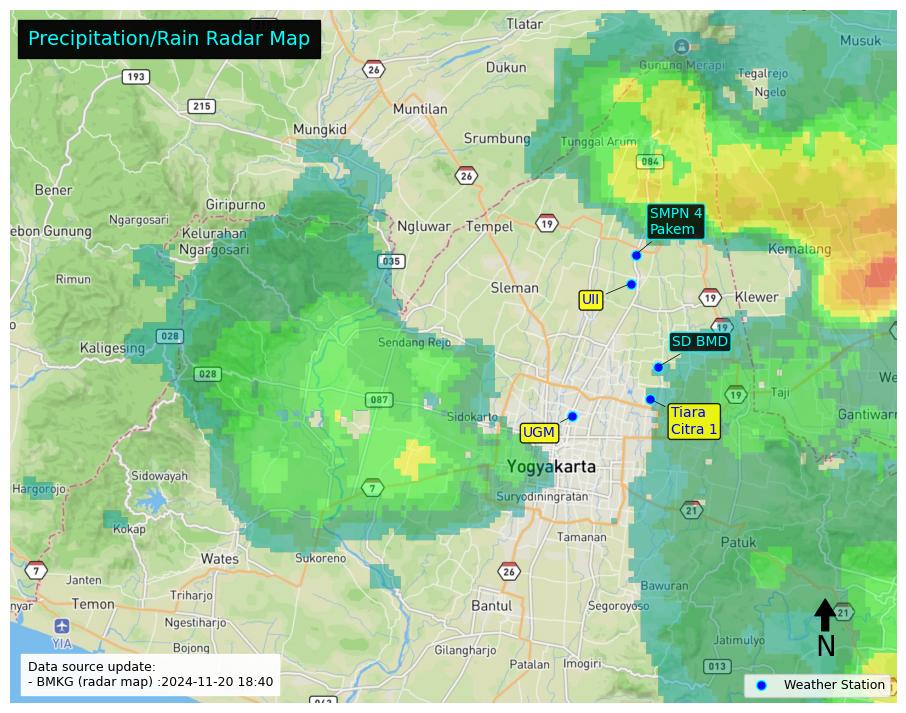 Precipitation/Rain Radar Map
Tlatar
Musuk
26
Dukun
Gunung Merapi
Tegalrejo
Ngelo
193
215
Muntilan
Mungkid
Srumbung
Tunggal Arum
084
26
Bener
Giripurno
Ngargosari
Kelurahan
Ngargosari
ebon Gunung
Ngluwar
Tempel
26
SMPN 4
Pakem
Kemalang
035
Rimun
Sleman
UII
19
Klewer
19
028
Kaligesing
Sendang Rejo
SD BMD
028
087
19
Taji
We
Sidokarto
UGM
Tiara
Citra 1
Gantiwar
Yogyakarta
Sidowayah
Hargorejo
7
Suryodiningratan
21
Kokap
Tamanan
Patuk
Wates
Sukoreno
7
Janten
26
Bawuran
nyar
Temon
Triharjo
Bantul
Segoroyoso
21
Ngestiharjo
YIA
Bojong
Gilangharjo
Jatimulyo
N
Patalan
Imogiri
013
Data source update:
- BMKG (radar map) :2024-11-20 18:40
Weather Station